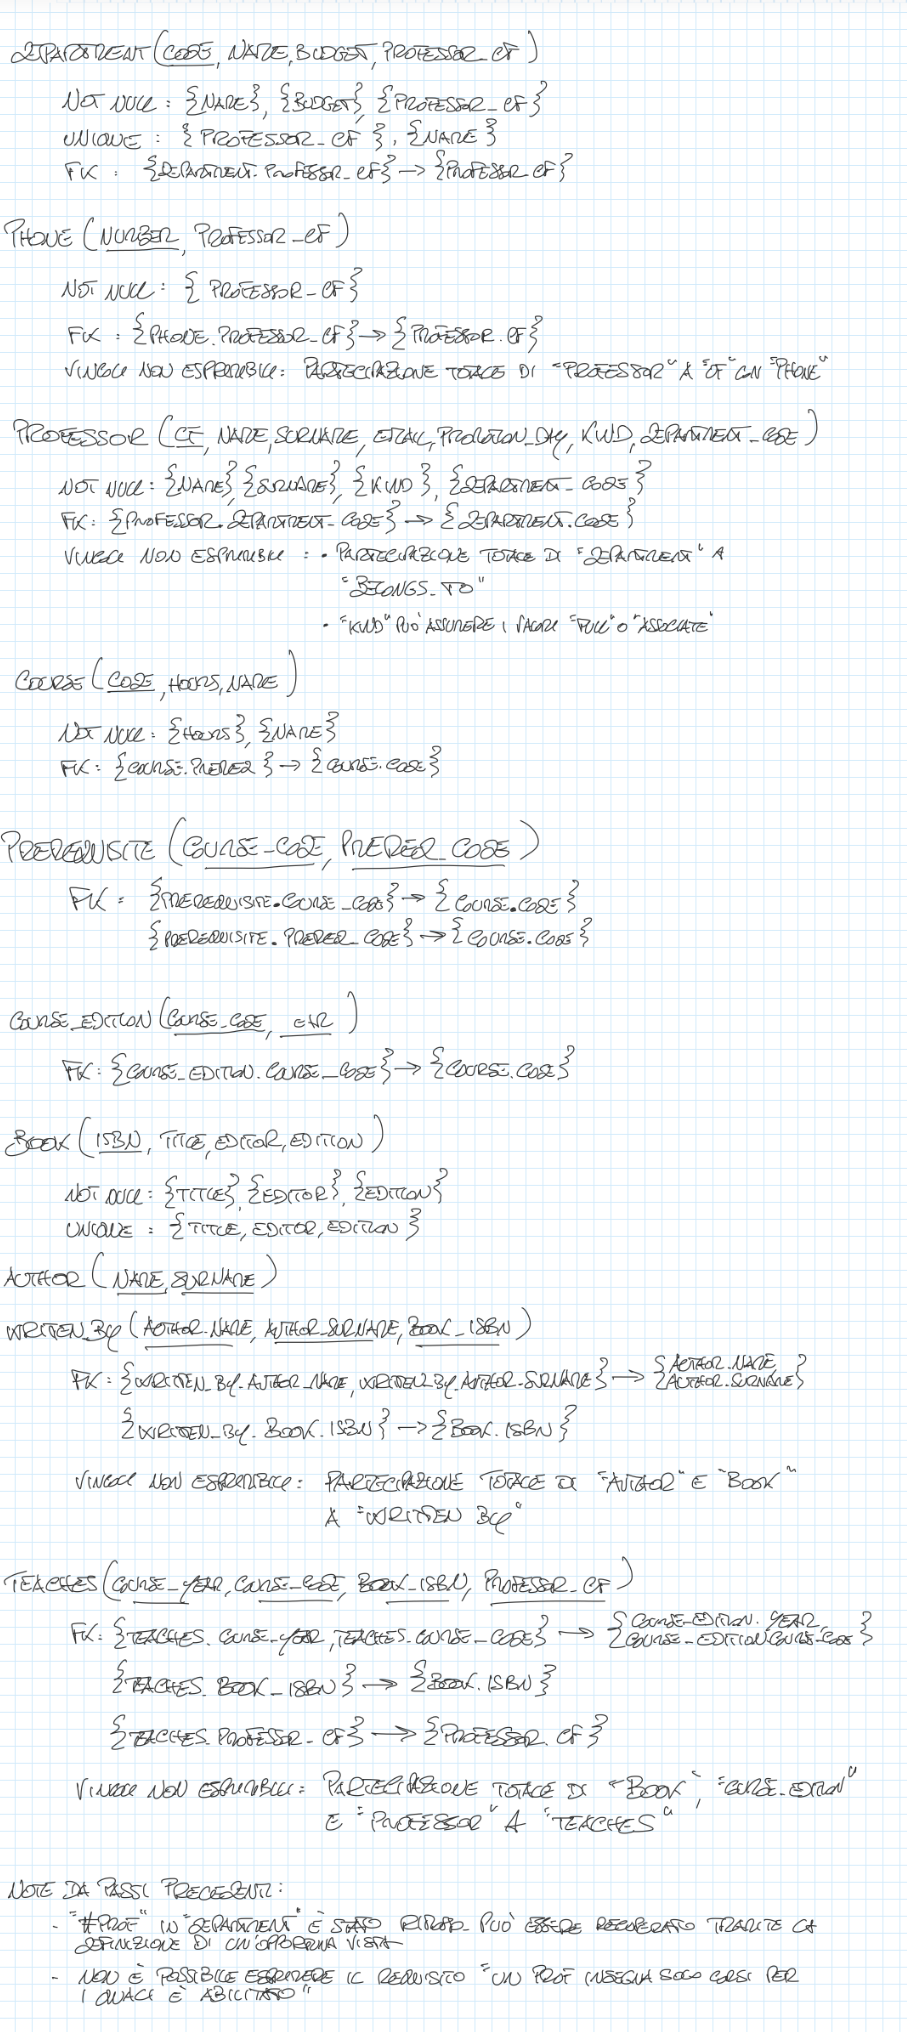 DEPARTMENT (CODE, NAME, BUDGET, PROFESSOR_CF)
NOT NULL: {NAME}, {BUDGET}, {PROFESSOR_CF}
UNIQUE: {PROFESSOR_CF}, {NAME}
FK: {DEPARTMENT.PROFESSOR_CF} → {PROFESSOR.CF}
PHONE (NUMBER, PROFESSOR_CF)
NOT NULL: {PROFESSOR_CF}
FK: {PHONE.PROFESSOR_CF} → {PROFESSOR.CF}
VINCOLI NON ESPRIMIBILI: PARTECIPAZIONE TOTALE DI "PROFESSOR" A "OF" CON "PHONE"
PROFESSOR (CF, NAME, SURNAME, EMAIL, PROMOTION_DAY, KIND, DEPARTMENT_CODE)
NOT NULL: {NAME}, {SURNAME}, {KIND}, {DEPARTMENT_CODE}
FK: {PROFESSOR.DEPARTMENT_CODE} → {DEPARTMENT.CODE}
VINCOLI NON ESPRIMIBILI: • PARTECIPAZIONE TOTALE DI "DEPARTMENT" A
"BELONGS_TO"
• "KIND" PUÒ ASSUMERE I VALORI "FULL" O "ASSOCIATE"
COURSE (CODE, HOURS, NAME)
NOT NULL: {HOURS}, {NAME}
FK: {COURSE.PREREQ} → {COURSE.CODE}
PREREQUISITE (COURSE_CODE, PREREQ_CODE)
FK: {PREREQUISITE.COURSE_CODE} → {COURSE.CODE}
{PREREQUISITE.PREREQ_CODE} → {COURSE.CODE}
COURSE_EDITION (COURSE_CODE, EAR)
FK: {COURSE_EDITION.COURSE_CODE} → {COURSE.CODE}
BOOK (ISBN, TITLE, EDITOR, EDITION)
NOT NULL: {TITLE}, {EDITOR}, {EDITION}
UNIQUE: {TITLE, EDITOR, EDITION}
AUTHOR (NAME, SURNAME)
WRITTEN_BY (AUTHOR_NAME, AUTHOR_SURNAME, BOOK_ISBN)
FK: {WRITTEN_BY.AUTHOR_NAME, WRITTEN_BY.AUTHOR_SURNAME} → {AUTHOR.NAME, AUTHOR.SURNAME}
{WRITTEN_BY.BOOK.ISBN} → {BOOK.ISBN}
VINCOLI NON ESPRIMIBILI: PARTECIPAZIONE TOTALE DI "AUTHOR" E "BOOK"
A "WRITTEN BY"
TEACHES (COURSE_YEAR, COURSE_CODE, BOOK_ISBN, PROFESSOR_CF)
FK: {TEACHES.COURSE_YEAR, TEACHES.COURSE_CODE} → {COURSE_EDITION.YEAR, COURSE_EDITION.COURSE_CODE}
{TEACHES.BOOK_ISBN} → {BOOK.ISBN}
{TEACHES.PROFESSOR_CF} → {PROFESSOR.CF}
VINCOLI NON ESPRIMIBILI: PARTECIPAZIONE TOTALE DI "BOOK", "COURSE_EDITION"
E "PROFESSOR" A "TEACHES"
NOTE DA PASSI PRECEDENTI:
- "#PROF" IN "DEPARTMENT" È STATO RIMOSSO. PUÒ ESSERE RECUPERATO TRAMITE LA
DEFINIZIONE DI UN'OPPORTUNA VISTA
- NON È POSSIBILE ESPRIMERE IL REQUISITO "UN PROF INSEGNA SOLO CORSI PER
I QUALI È ABILITATO"